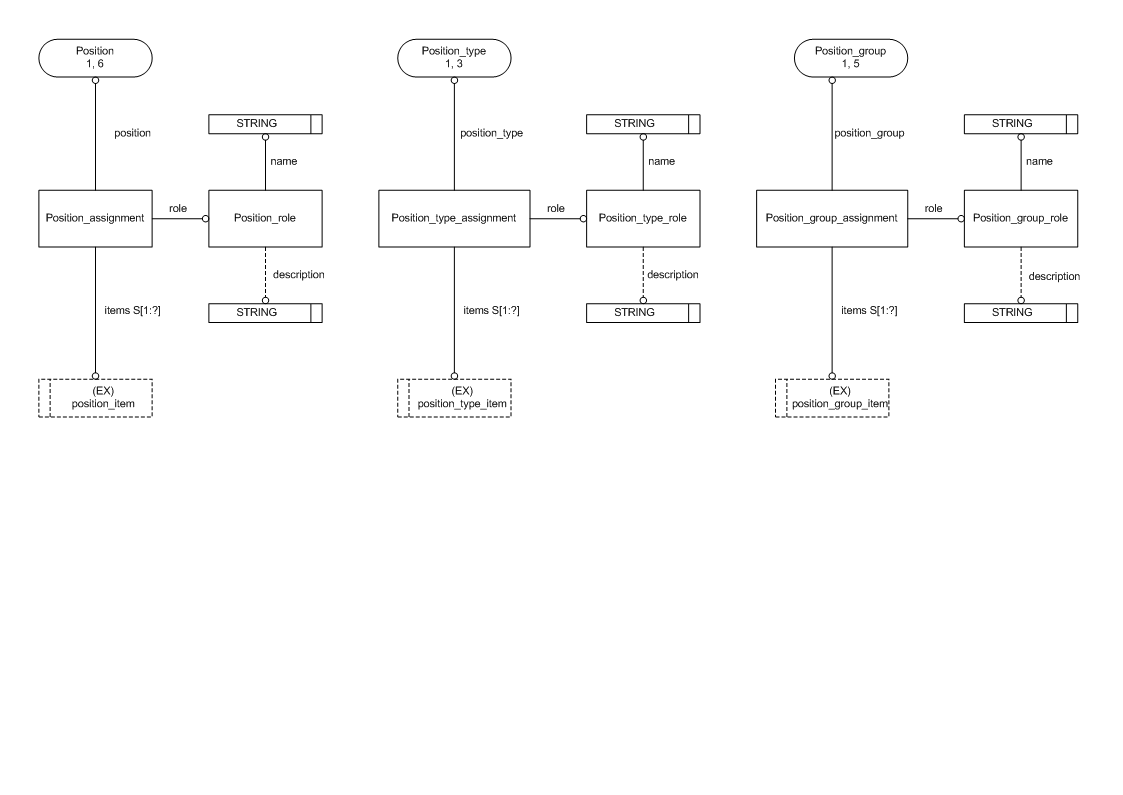 Position
1, 6
position
STRING
name
Position_assignment
role
Position_role
description
STRING
items S[1:?]
(EX)
position_item
Position_type
1, 3
position_type
STRING
name
Position_type_assignment
role
Position_type_role
description
STRING
items S[1:?]
(EX)
position_type_item
Position_group
1, 5
position_group
STRING
name
Position_group_assignment
role
Position_group_role
description
STRING
items S[1:?]
(EX)
position_group_item